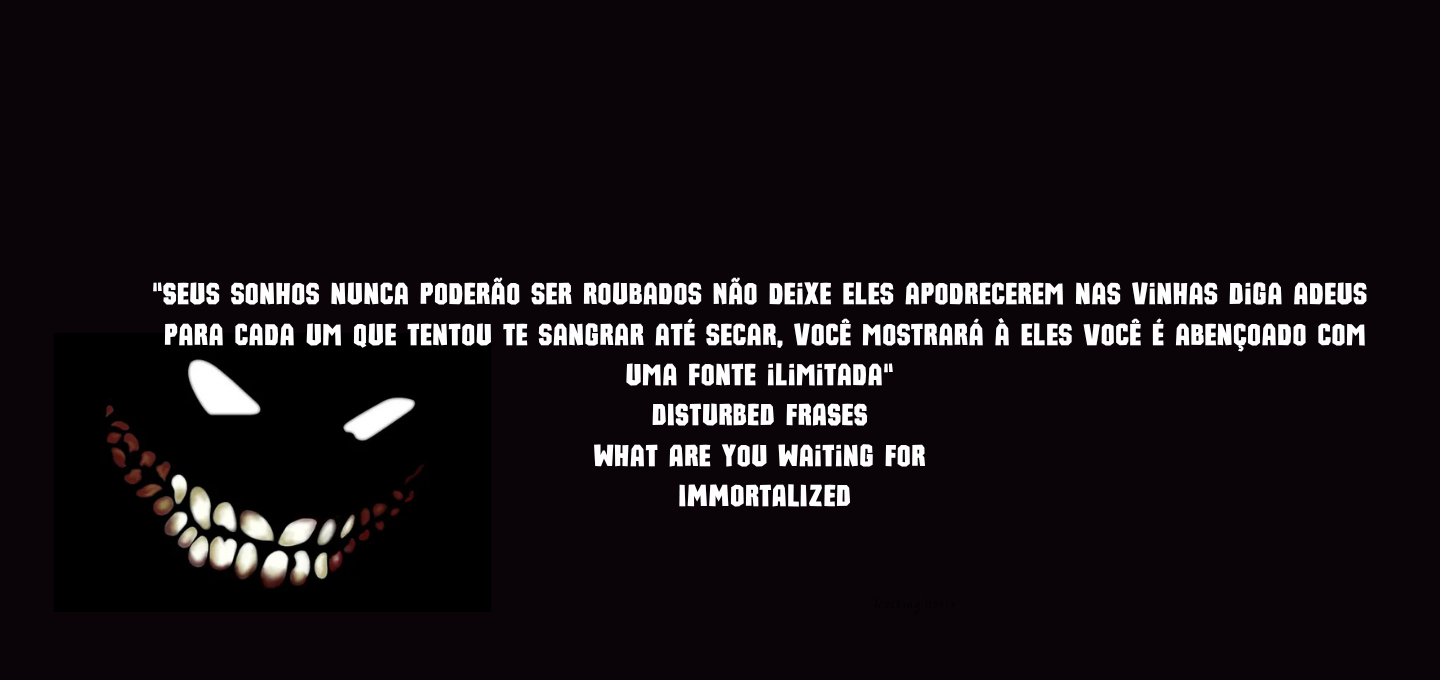 "SEUS SONHOS NUNCA PODERÃO SER ROUBADOS NÃO DEiXE ELES APODRECEREM NAS ViNHAS DiGA ADEUS
PARA CADA UM QUE TENTOU TE SANGRAR ATÉ SECAR, VOCÊ MOSTRARÁ À ELES VOCÊ É ABENÇOADO COM
UMA FONTE iLiMiTADA"
DISTURBED FRASES
WHAT ARE YOU WAiTiNG FOR
IMMORTALIZED